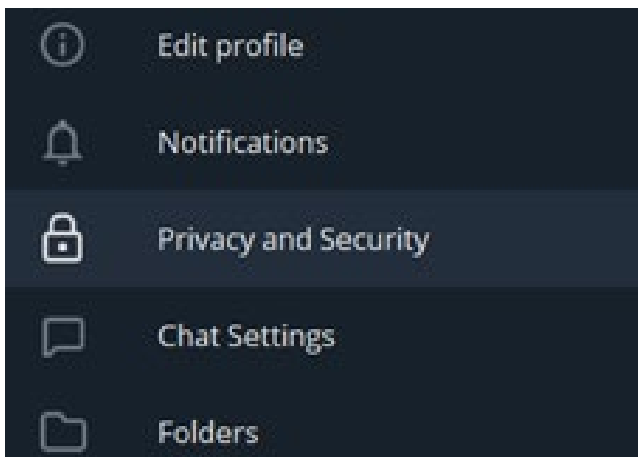 Edit profile
Notifications
Privacy and Security
Chat Settings
Folders